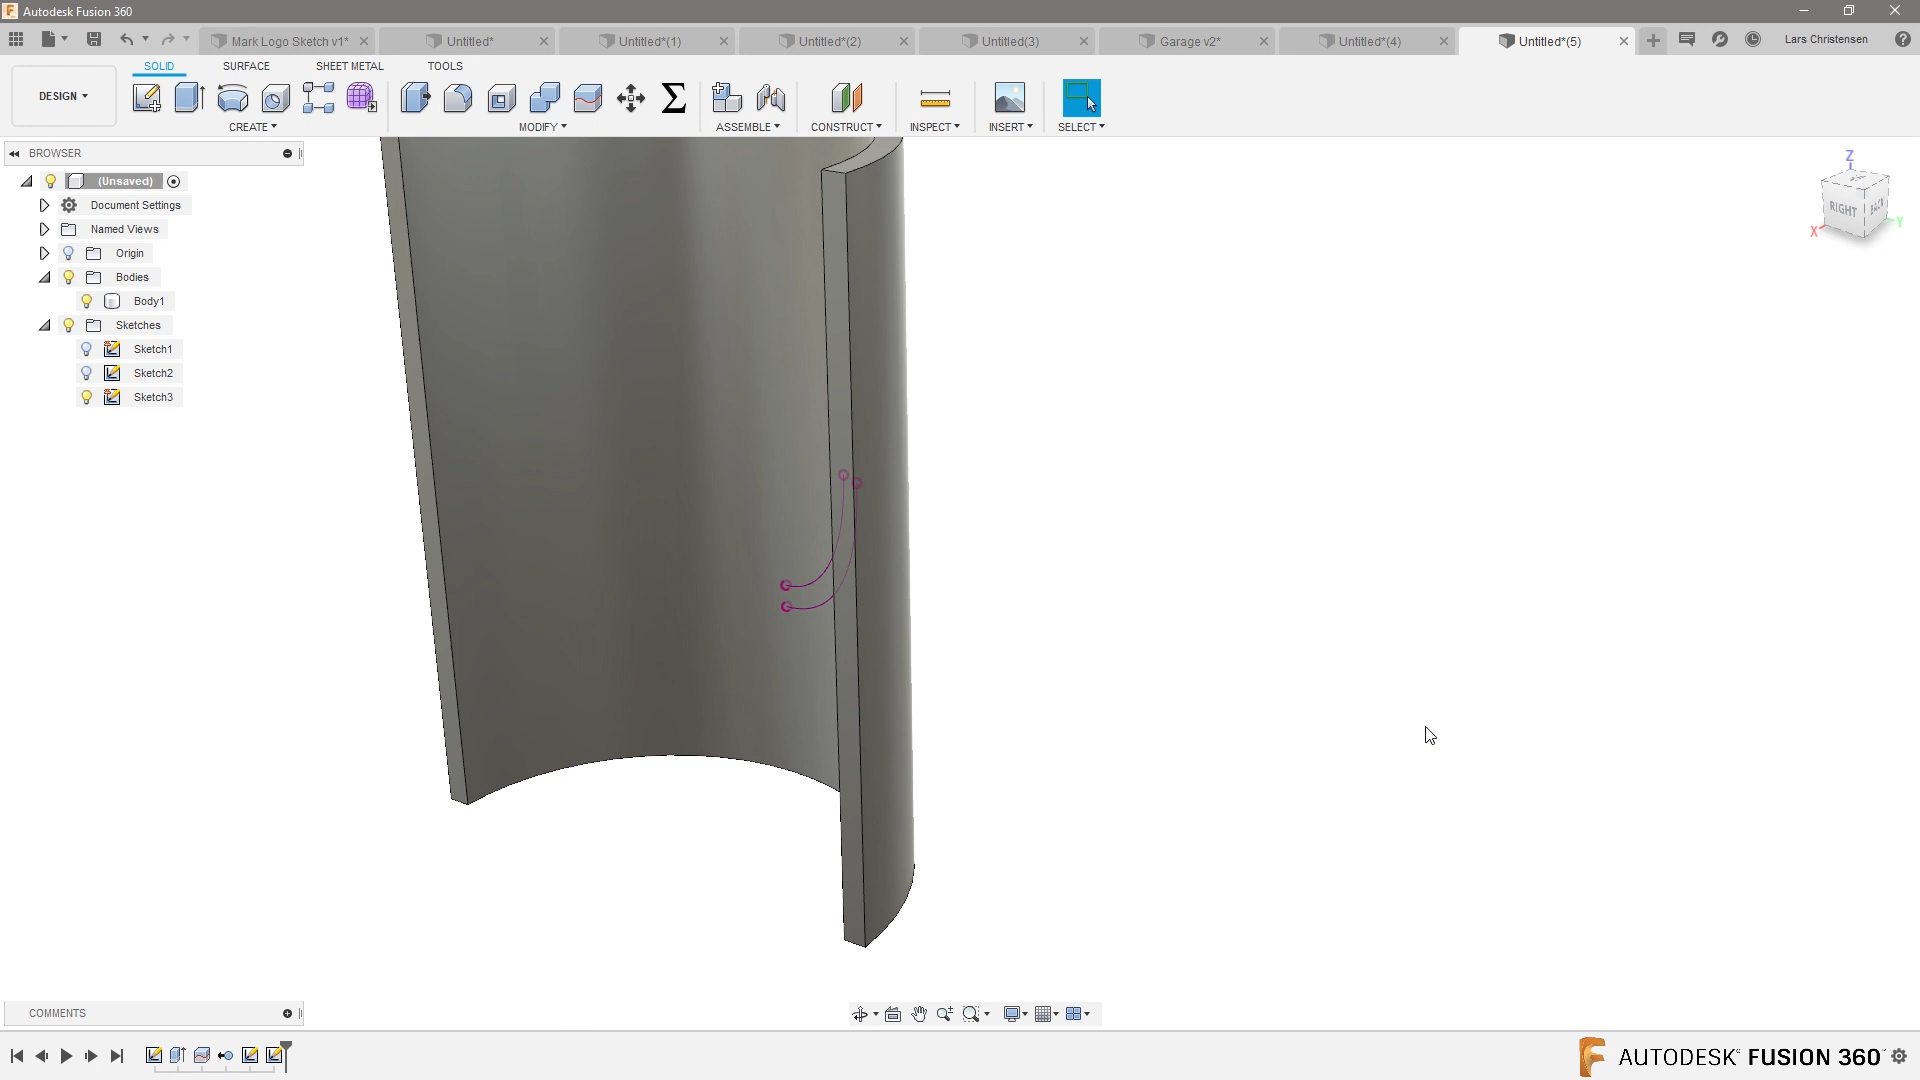 Autodesk Fusion 360
Mark Logo Sketch v1*
Untitled*
Untitled*(1)
Untitled*(2)
Untitled(3)
Garage v2*
Untitled*(4)
Untitled*(5)
Lars Christensen
DESIGN
SOLID
SURFACE
SHEET METAL
TOOLS
CREATE
MODIFY
ASSEMBLE
CONSTRUCT
INSPECT
INSERT
SELECT
BROWSER
(Unsaved)
Document Settings
Named Views
Origin
Bodies
Body1
Sketches
Sketch1
Sketch2
Sketch3
Z
RIGHT
BACK
X
Y
COMMENTS
AUTODESK FUSION 360